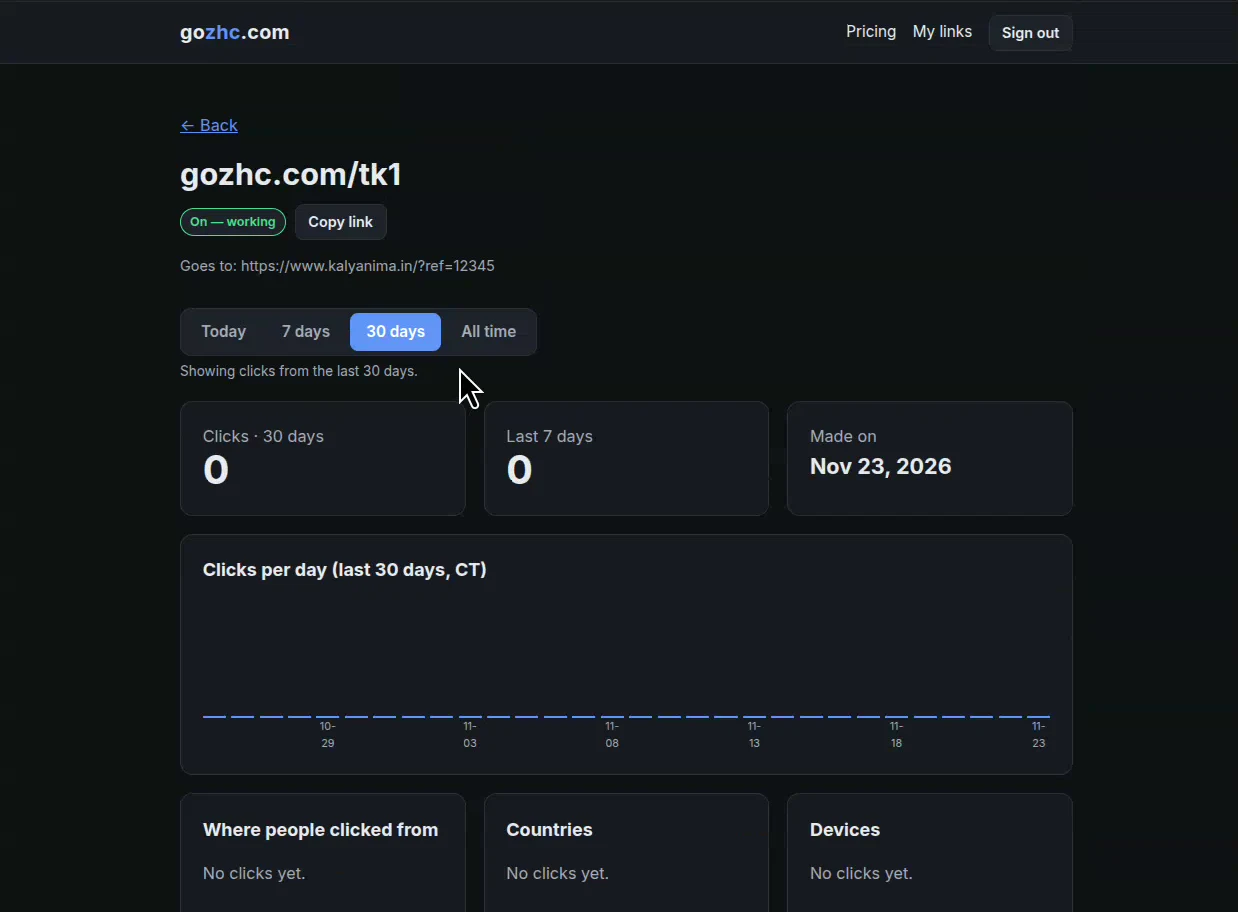 gozhc.com
Pricing My links Sign out
← Back
gozhc.com/tk1
On — working Copy link
Goes to: https://www.kalyanima.in/?ref=12345
Today 7 days 30 days All time
Showing clicks from the last 30 days.
Clicks · 30 days
0
Last 7 days
0
Made on
Nov 23, 2026
Clicks per day (last 30 days, CT)
10-29 11-03 11-08 11-13 11-18 11-23
Where people clicked from
No clicks yet.
Countries
No clicks yet.
Devices
No clicks yet.